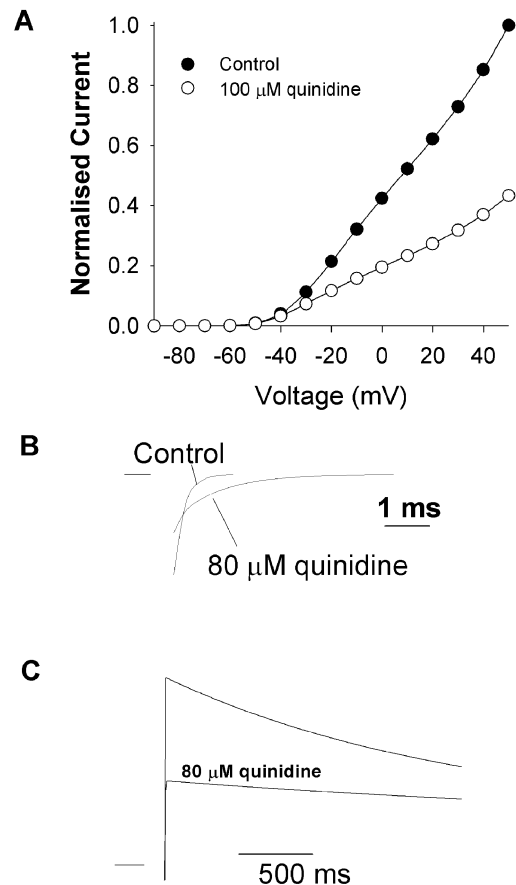 A
1.0
Control
100 μM quinidine
0.8
0.6
0.4
0.2
0.0
Normalised Current
-80 -60 -40 -20 0 20 40
Voltage (mV)
B
Control
1 ms
80 μM quinidine
C
80 μM quinidine
500 ms